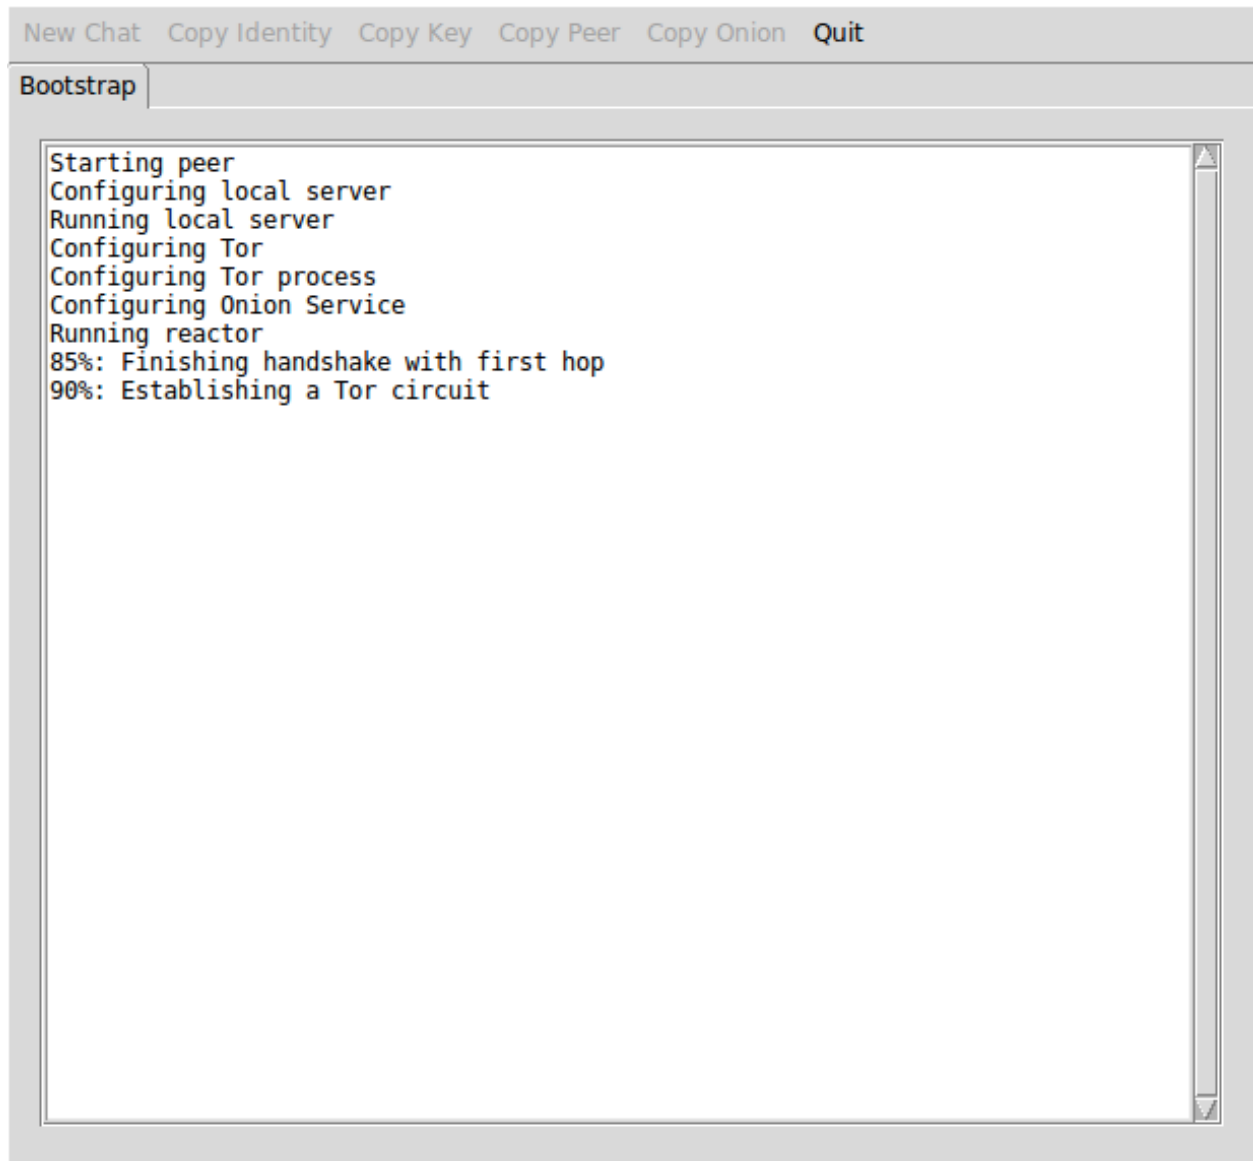 New Chat Copy Identity Copy Key Copy Peer Copy Onion Quit
Bootstrap
Starting peer
Configuring local server
Running local server
Configuring Tor
Configuring Tor process
Configuring Onion Service
Running reactor
85%: Finishing handshake with first hop
90%: Establishing a Tor circuit